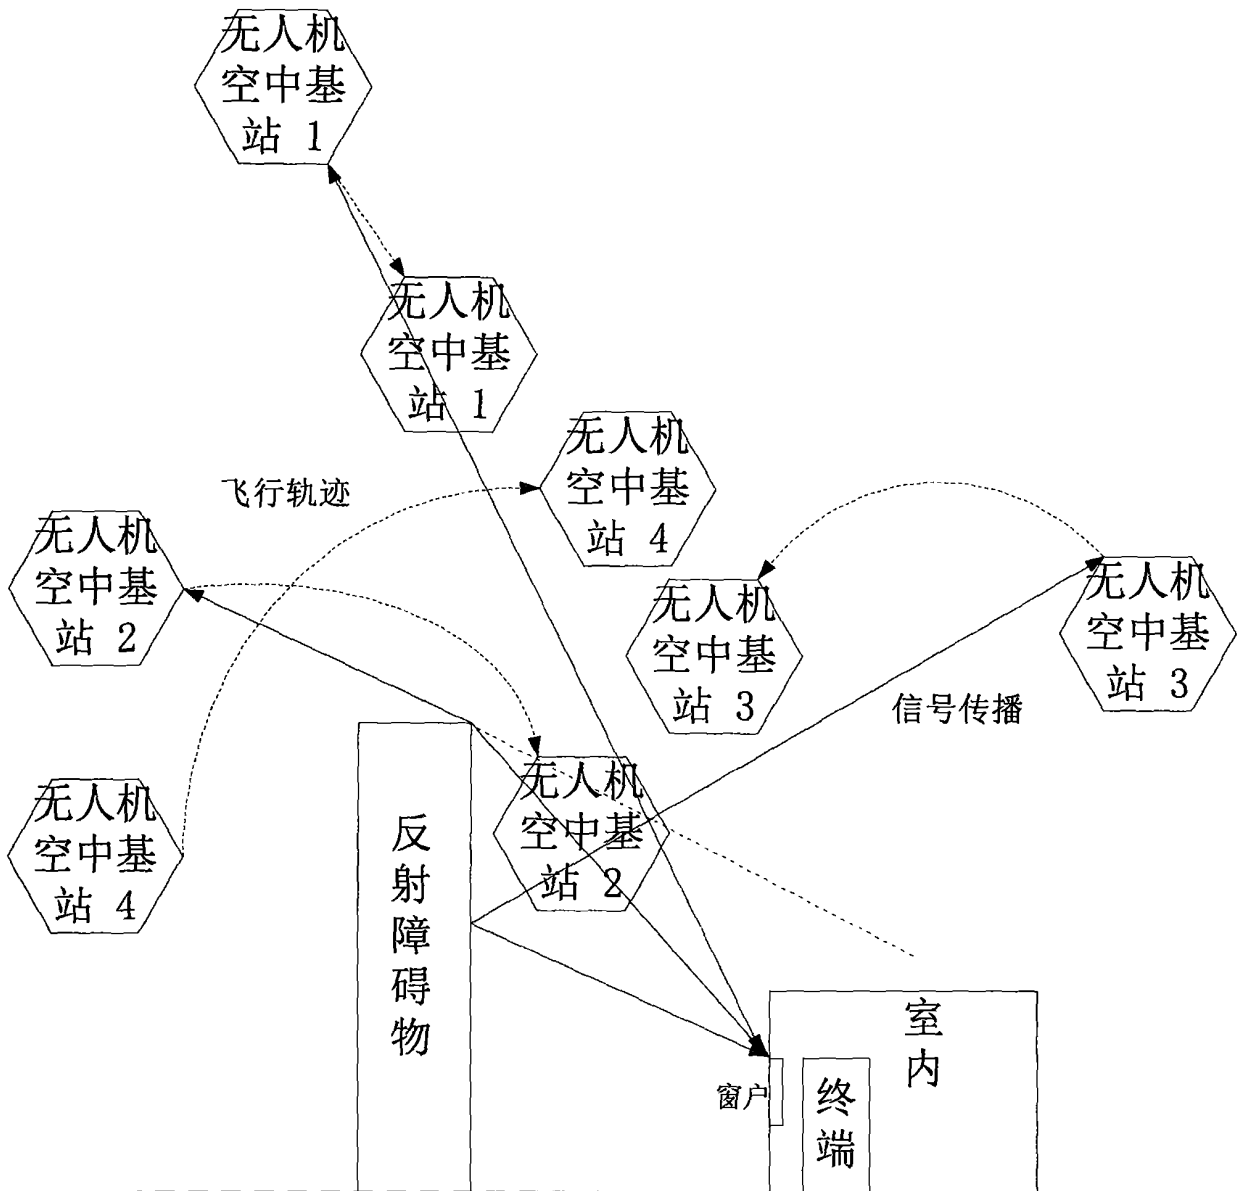 无人机
空中基
站 1
无人机
空中基
站 1
无人机
空中基
站 4
飞行轨迹
无人机
空中基
站 2
无人机
空中基
站 3
无人机
空中基
站 3
信号传播
无人机
空中基
站 2
无人机
空中基
站 4
反
射
障
碍
物
室
内
窗户
终
端